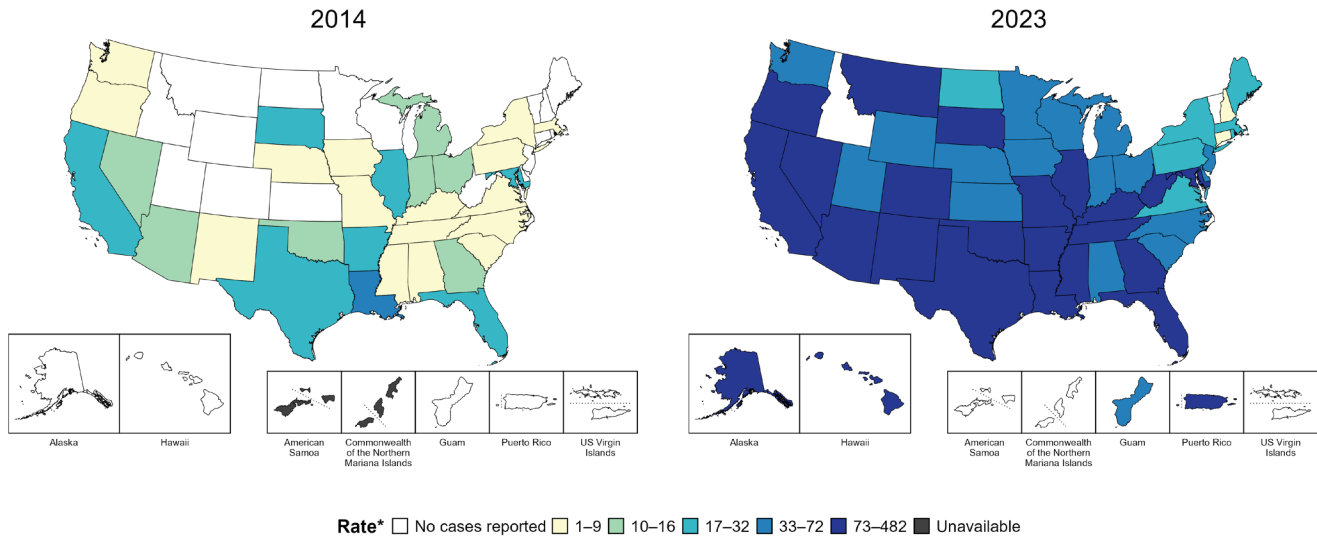 2014
2023
Alaska
Hawaii
American
Samoa
Commonwealth
of the Northern
Mariana Islands
Guam
Puerto Rico
US Virgin
Islands
Alaska
Hawaii
American
Samoa
Commonwealth
of the Northern
Mariana Islands
Guam
Puerto Rico
US Virgin
Islands
Rate* No cases reported 1–9 10–16 17–32 33–72 73–482 Unavailable